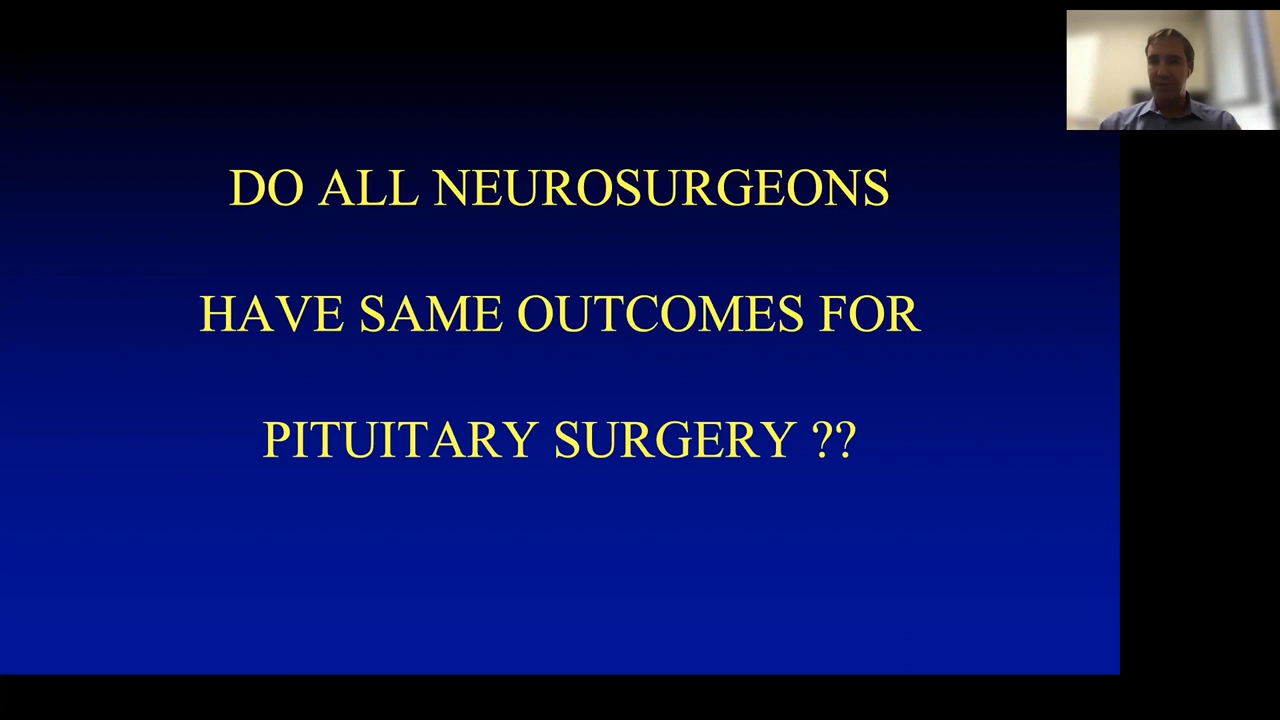 DO ALL NEUROSURGEONS
HAVE SAME OUTCOMES FOR
PITUITARY SURGERY ??